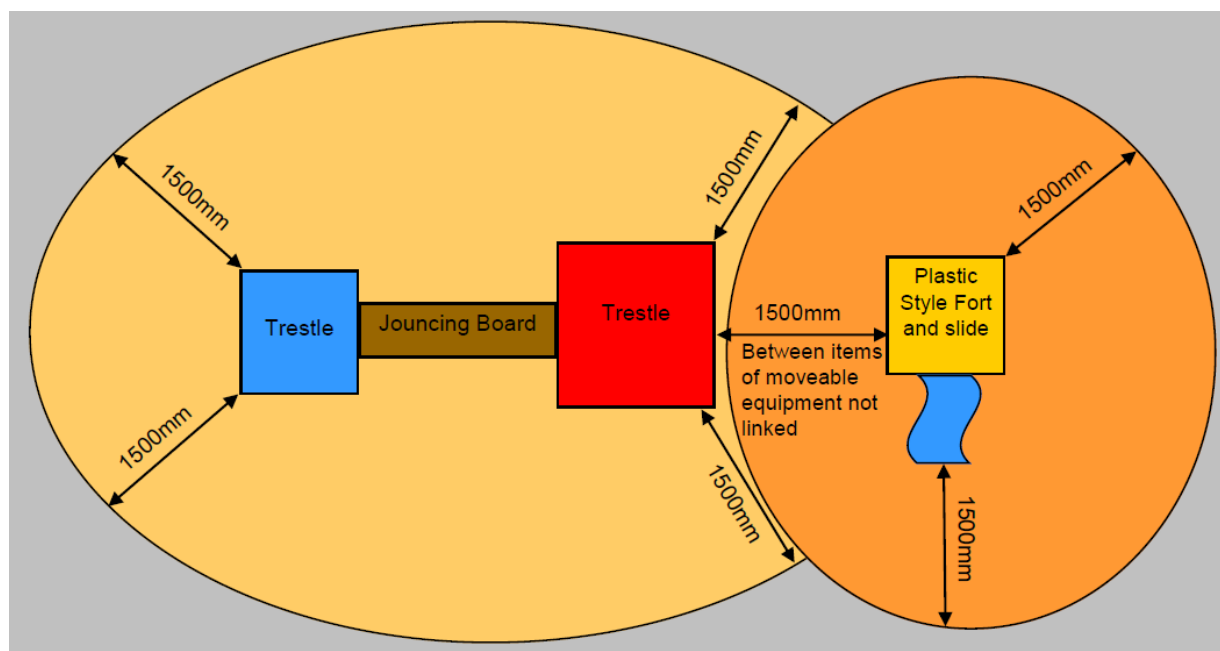 1500mm
1500mm
1500mm
Plastic
Style Fort
and slide
Trestle
Jouncing Board
Trestle
1500mm
Between items
of moveable
equipment not
linked
1500mm
1500mm
1500mm